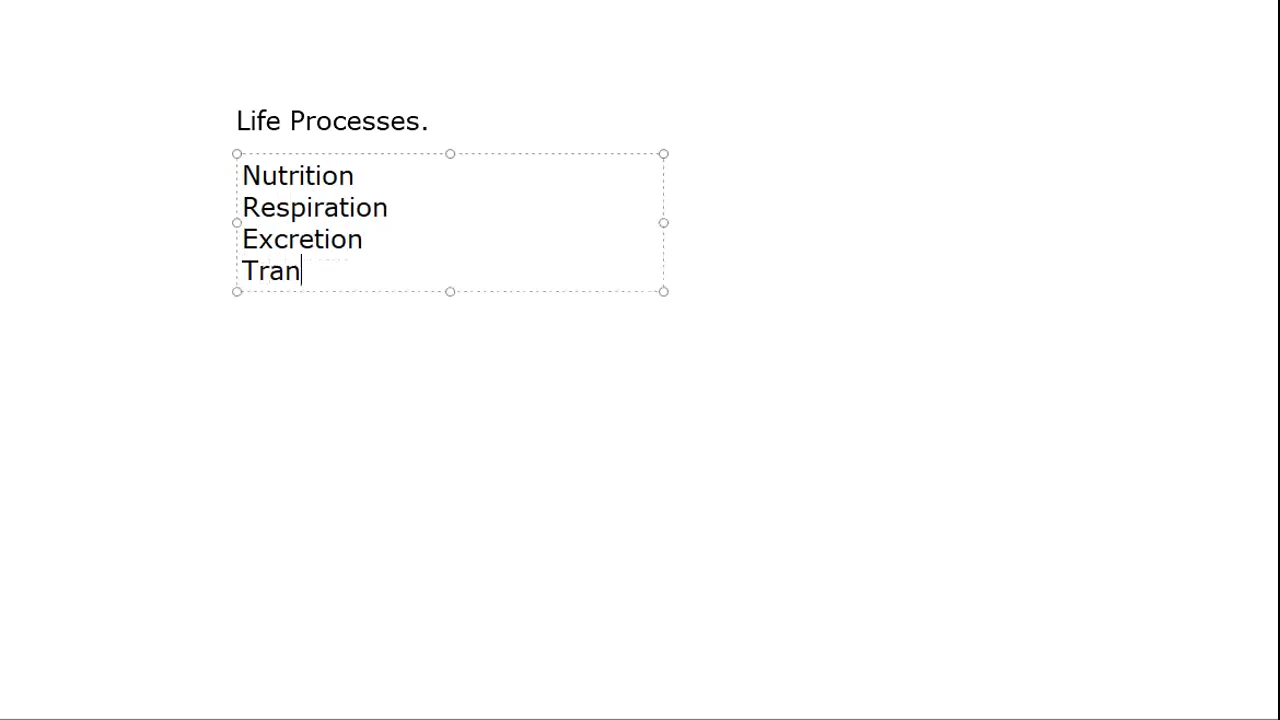 Life Processes.
Nutrition
Respiration
Excretion
Tran